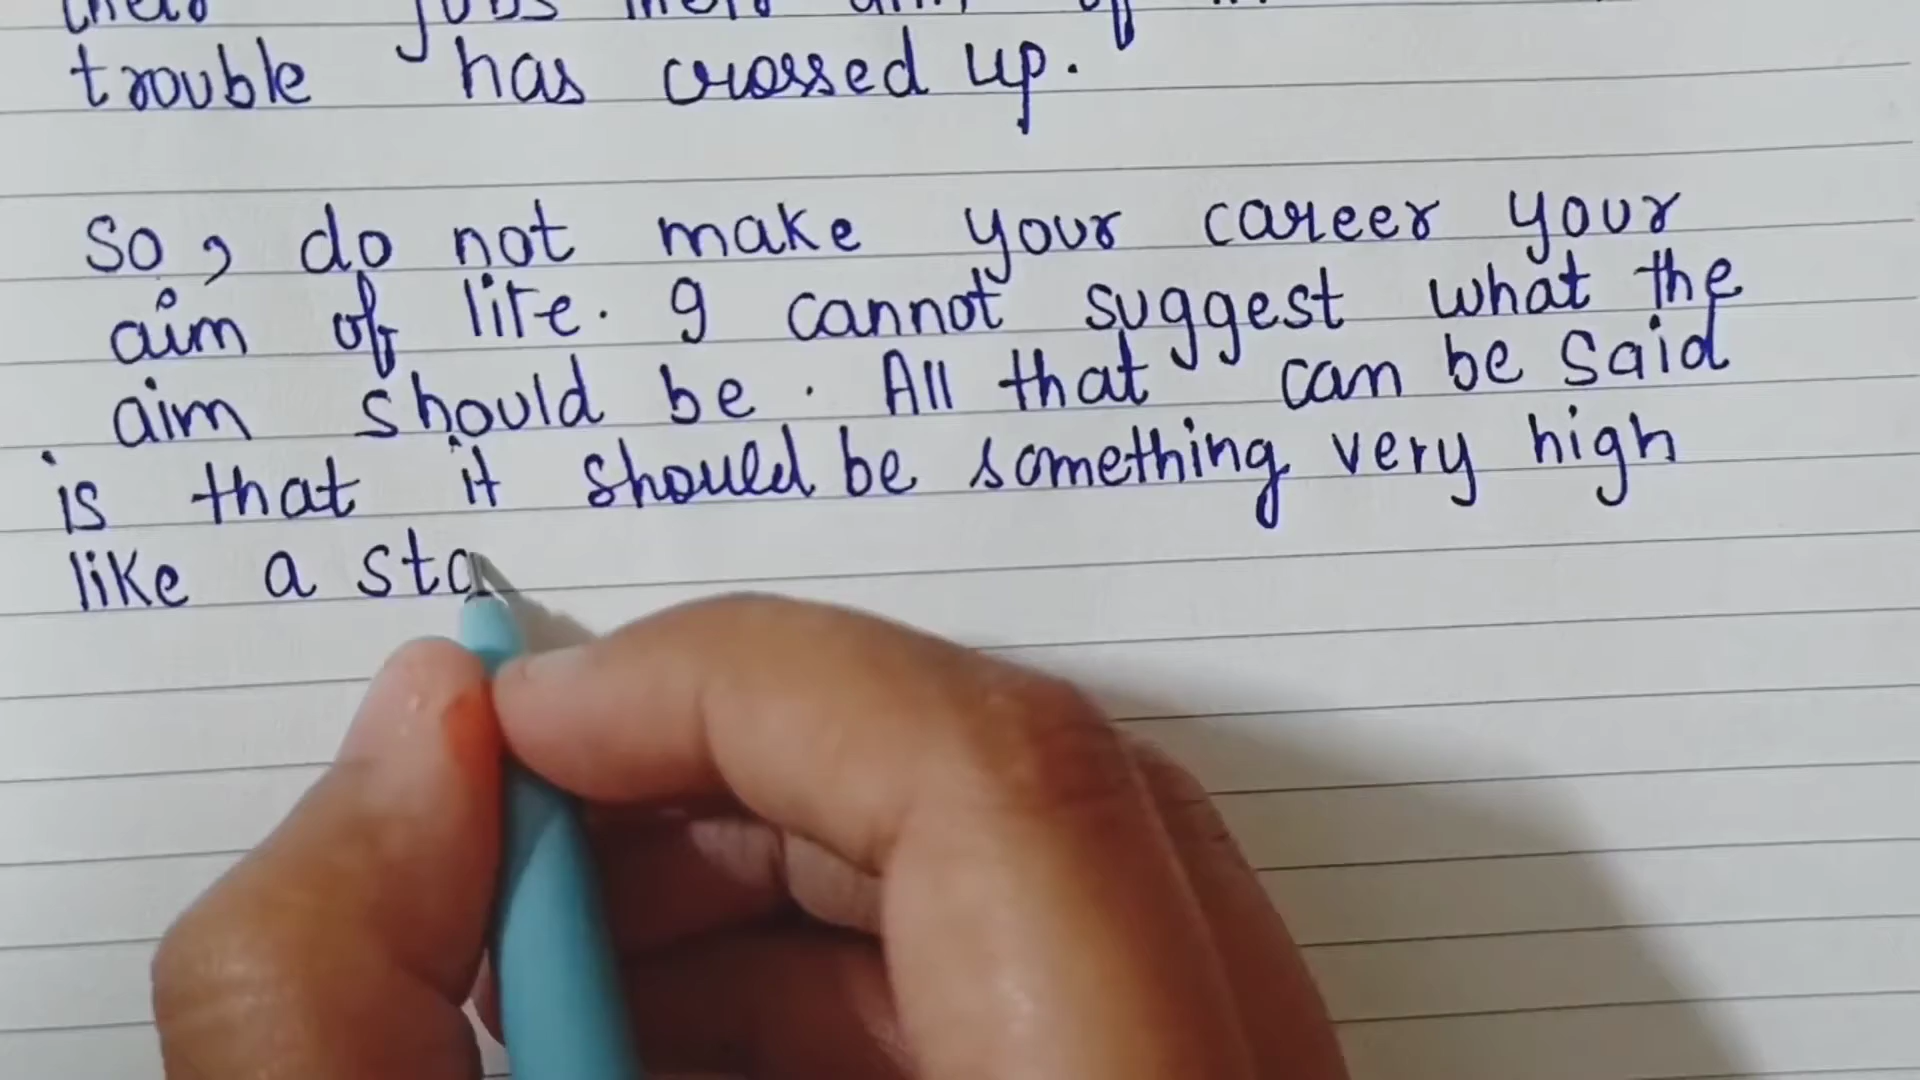 jobs
trouble has crossed up.
So, do not make your career your
aim of life. I cannot suggest what the
aim should be. All that can be said
is that it should be something very high
like a sta